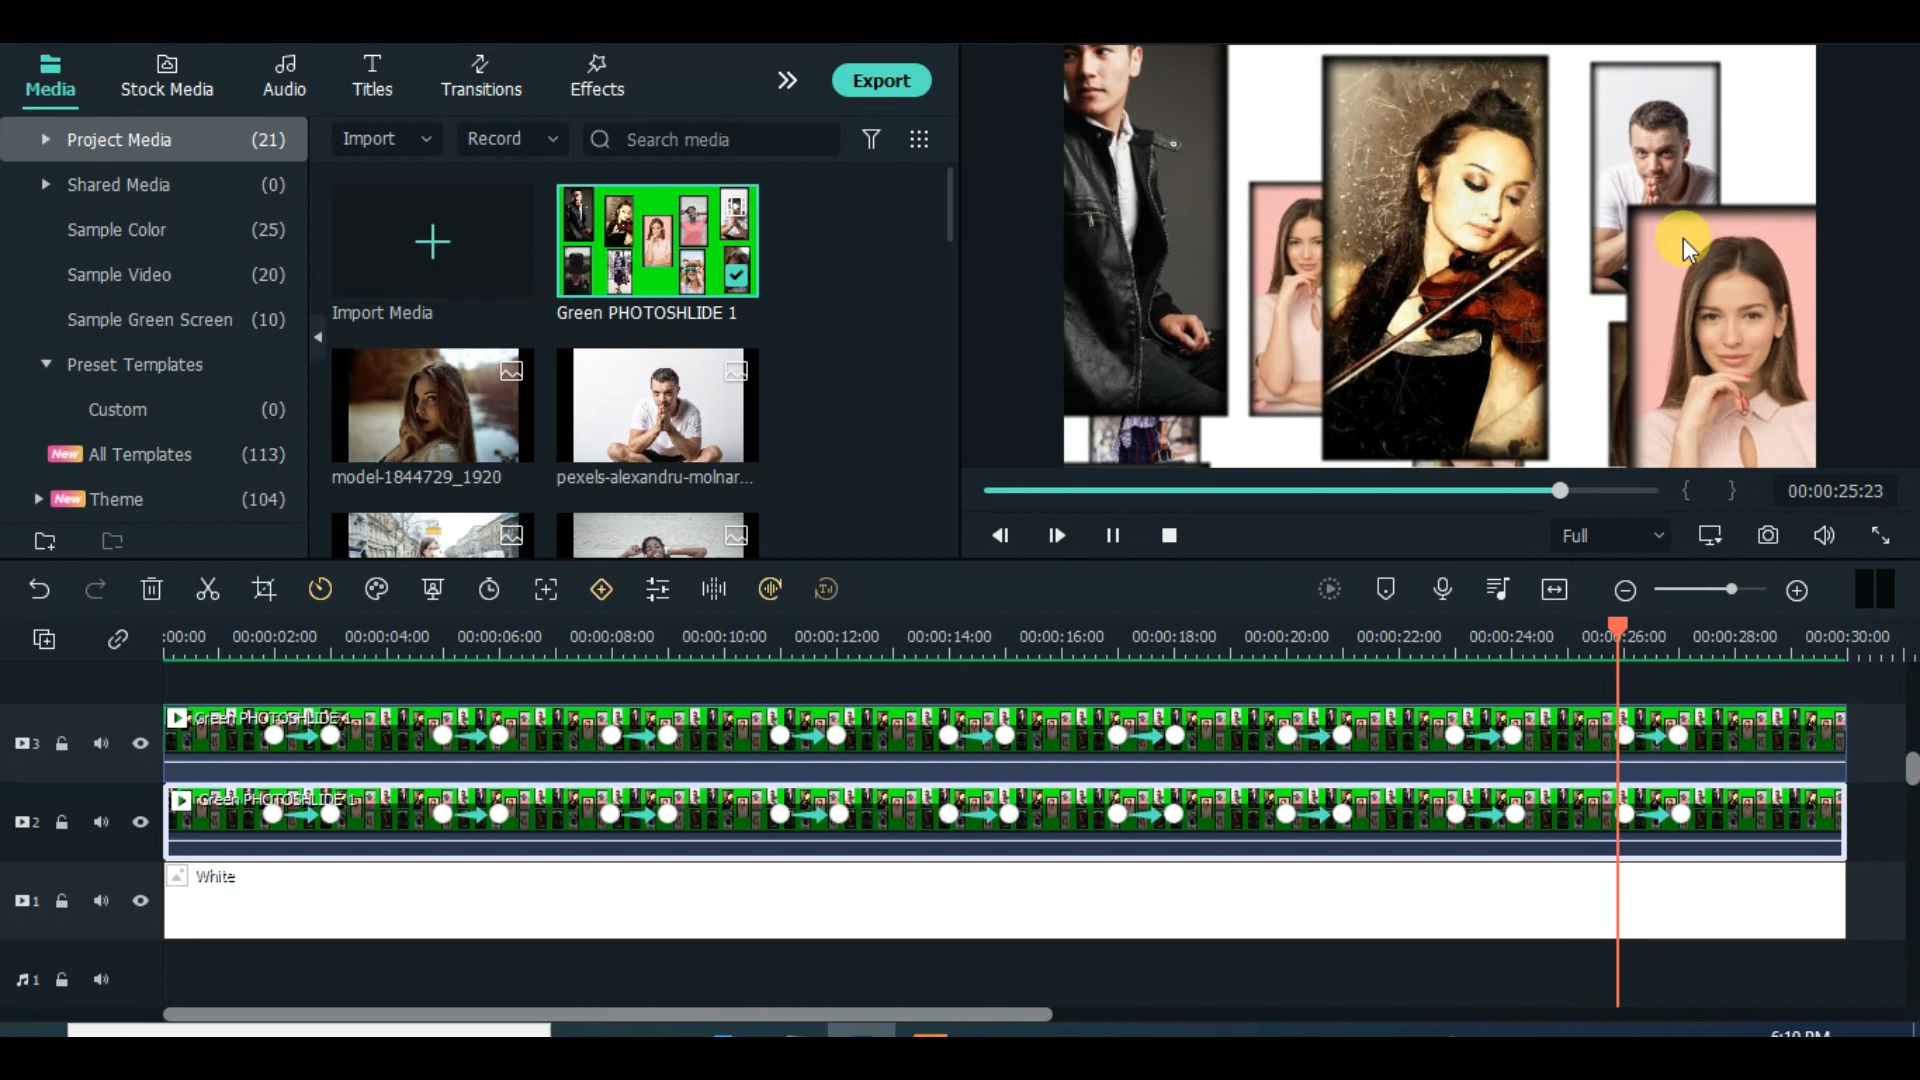 Media
Stock Media
Audio
Titles
Transitions
Effects
Export
Project Media (21)
Shared Media (0)
Sample Color (25)
Sample Video (20)
Sample Green Screen (10)
Preset Templates
Custom (0)
New All Templates (113)
New Theme (104)
Import
Record
Search media
Import Media
Green PHOTOSHLIDE 1
model-1844729_1920
pexels-alexandru-molnar...
{ }
00:00:25:23
Full
:00:00 00:00:02:00 00:00:04:00 00:00:06:00 00:00:08:00 00:00:10:00 00:00:12:00 00:00:14:00 00:00:16:00 00:00:18:00 00:00:20:00 00:00:22:00 00:00:24:00 00:00:26:00 00:00:28:00 00:00:30:00
3
Green PHOTOSHLIDE 1
2
Green PHOTOSHLIDE 1
1
White
1
6:10 PM